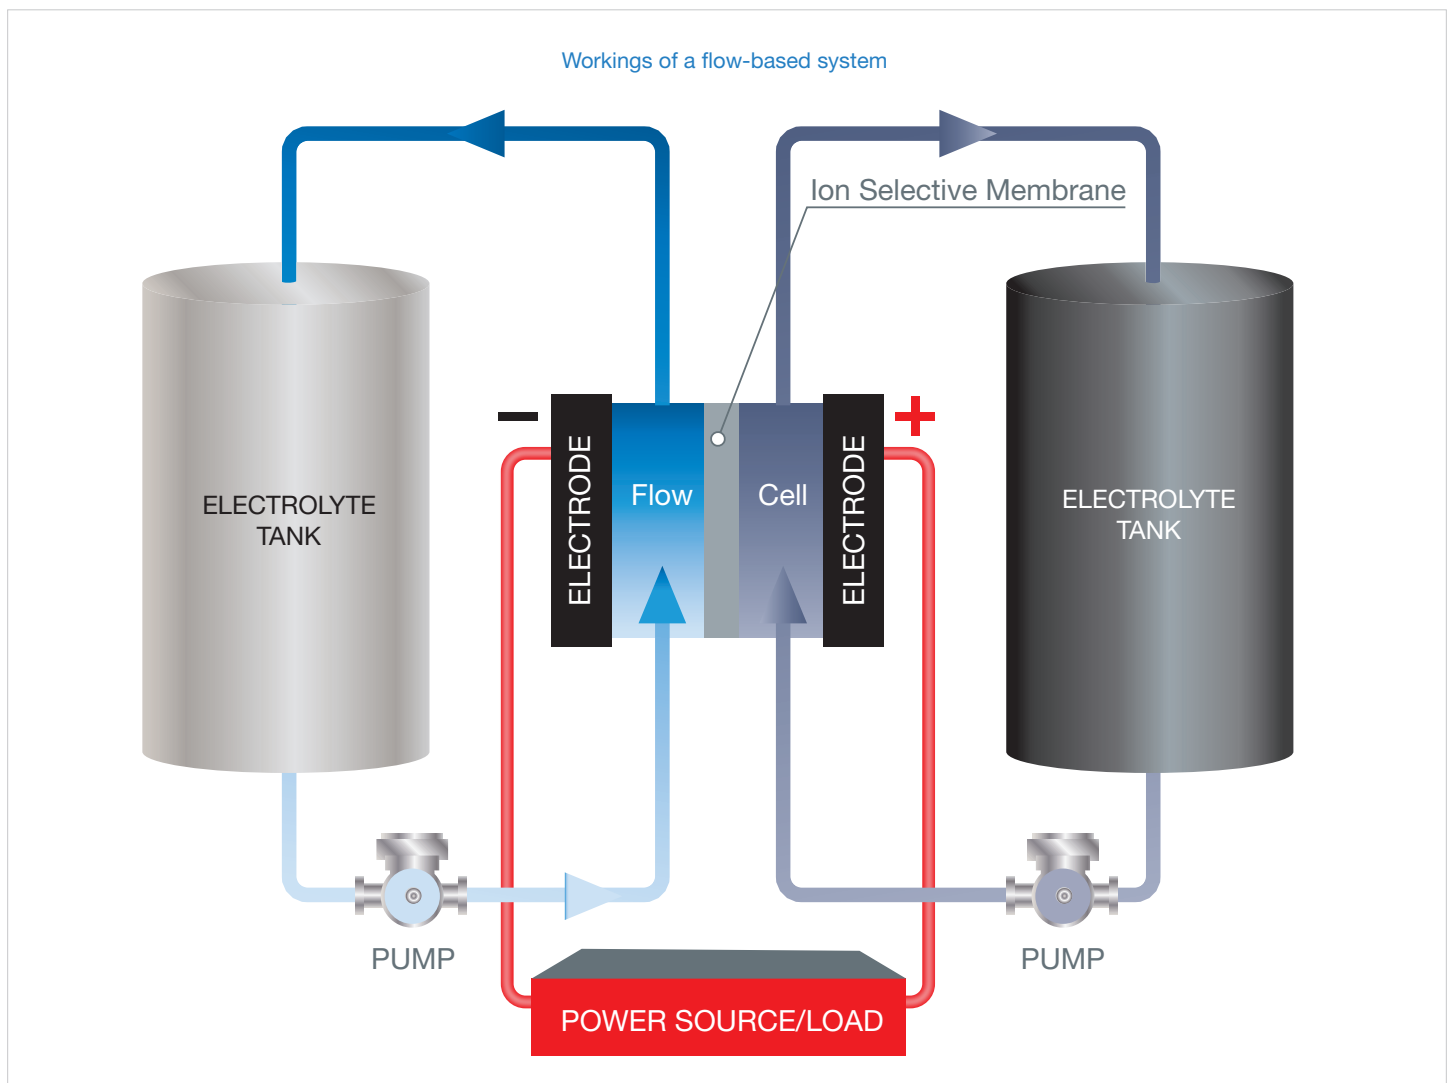 Workings of a flow-based system
Ion Selective Membrane
−
+
ELECTROLYTE
TANK
ELECTRODE
Flow
Cell
ELECTRODE
ELECTROLYTE
TANK
PUMP
PUMP
POWER SOURCE/LOAD